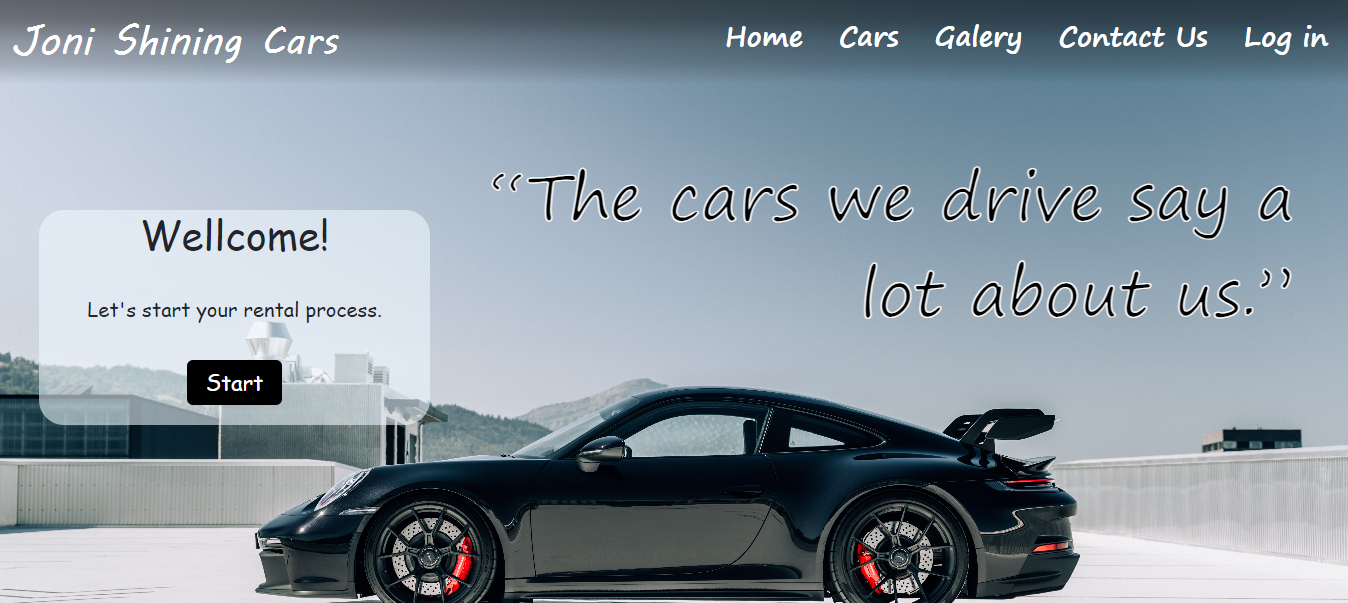 Joni Shining Cars
Home Cars Galery Contact Us Log in
“The cars we drive say a
lot about us.”
Wellcome!
Let's start your rental process.
Start